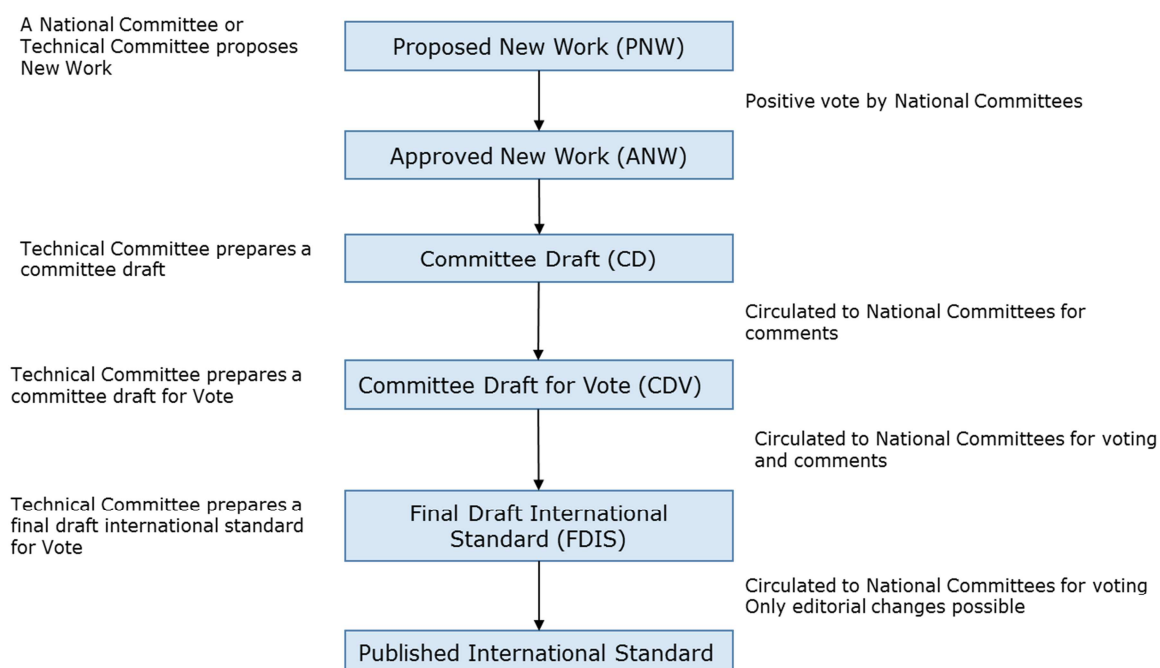 A National Committee or
Technical Committee proposes
New Work
Proposed New Work (PNW)
Positive vote by National Committees
Approved New Work (ANW)
Technical Committee prepares a
committee draft
Committee Draft (CD)
Circulated to National Committees for
comments
Technical Committee prepares a
committee draft for Vote
Committee Draft for Vote (CDV)
Circulated to National Committees for voting
and comments
Technical Committee prepares a
final draft international standard
for Vote
Final Draft International
Standard (FDIS)
Circulated to National Committees for voting
Only editorial changes possible
Published International Standard